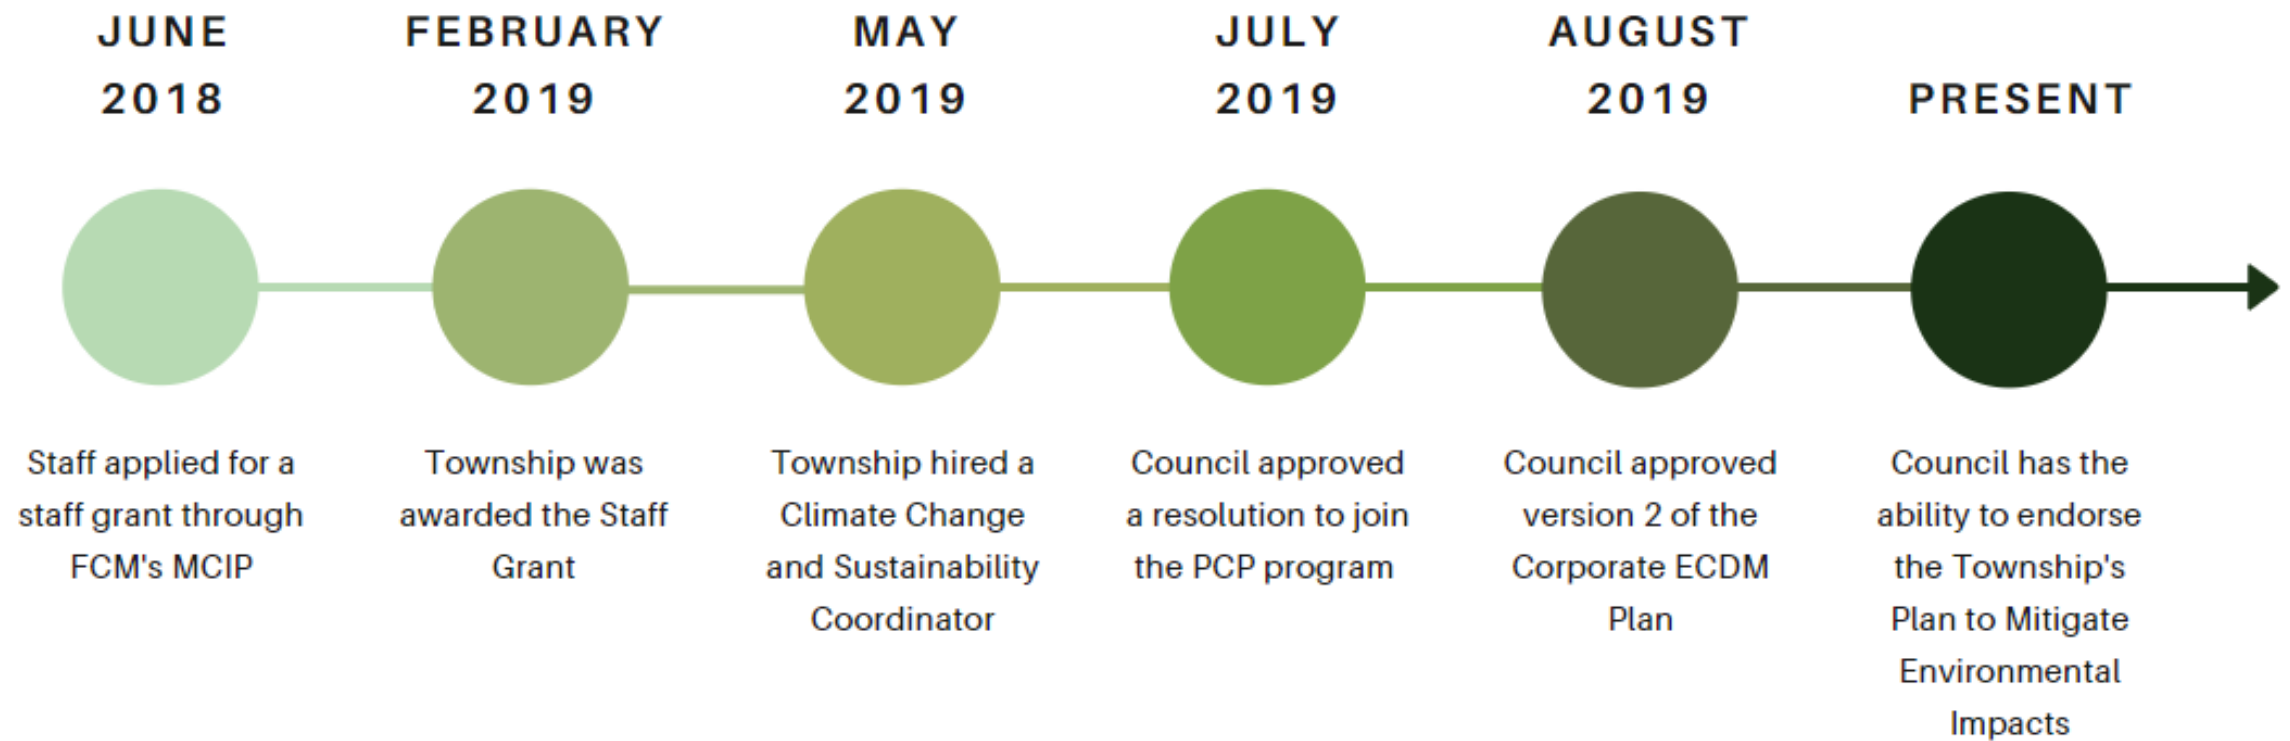 JUNE
2018
FEBRUARY
2019
MAY
2019
JULY
2019
AUGUST
2019
PRESENT
Staff applied for a
staff grant through
FCM's MCIP
Township was
awarded the Staff
Grant
Township hired a
Climate Change
and Sustainability
Coordinator
Council approved
a resolution to join
the PCP program
Council approved
version 2 of the
Corporate ECDM
Plan
Council has the
ability to endorse
the Township's
Plan to Mitigate
Environmental
Impacts